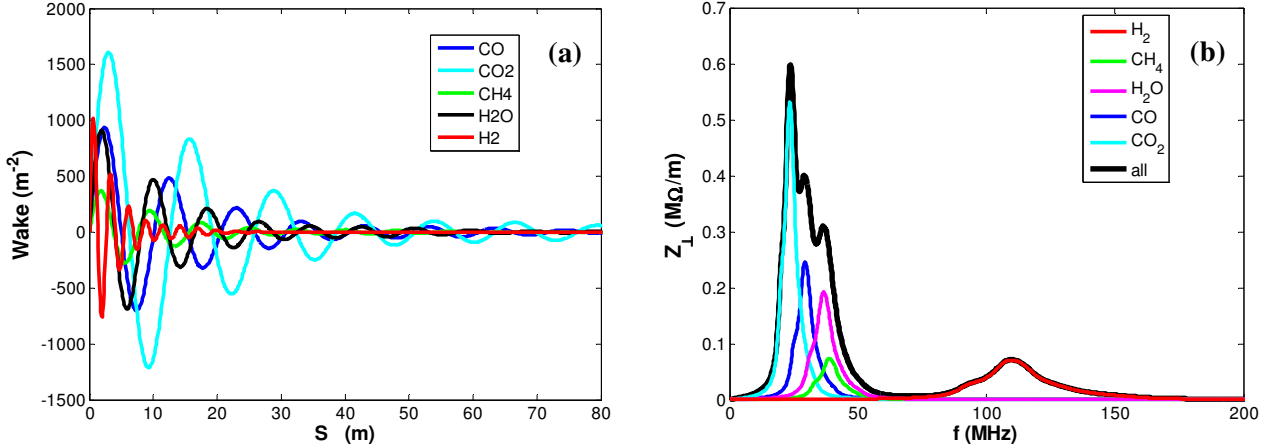 2000
1500
1000
500
0
-500
-1000
-1500
0 10 20 30 40 50 60 70 80
Wake (m⁻²)
S (m)
CO
CO2
CH4
H2O
H2
(a)
0.7
0.6
0.5
0.4
0.3
0.2
0.1
0
0 50 100 150 200
Z⊥ (MΩ/m)
f (MHz)
H₂
CH₄
H₂O
CO
CO₂
all
(b)